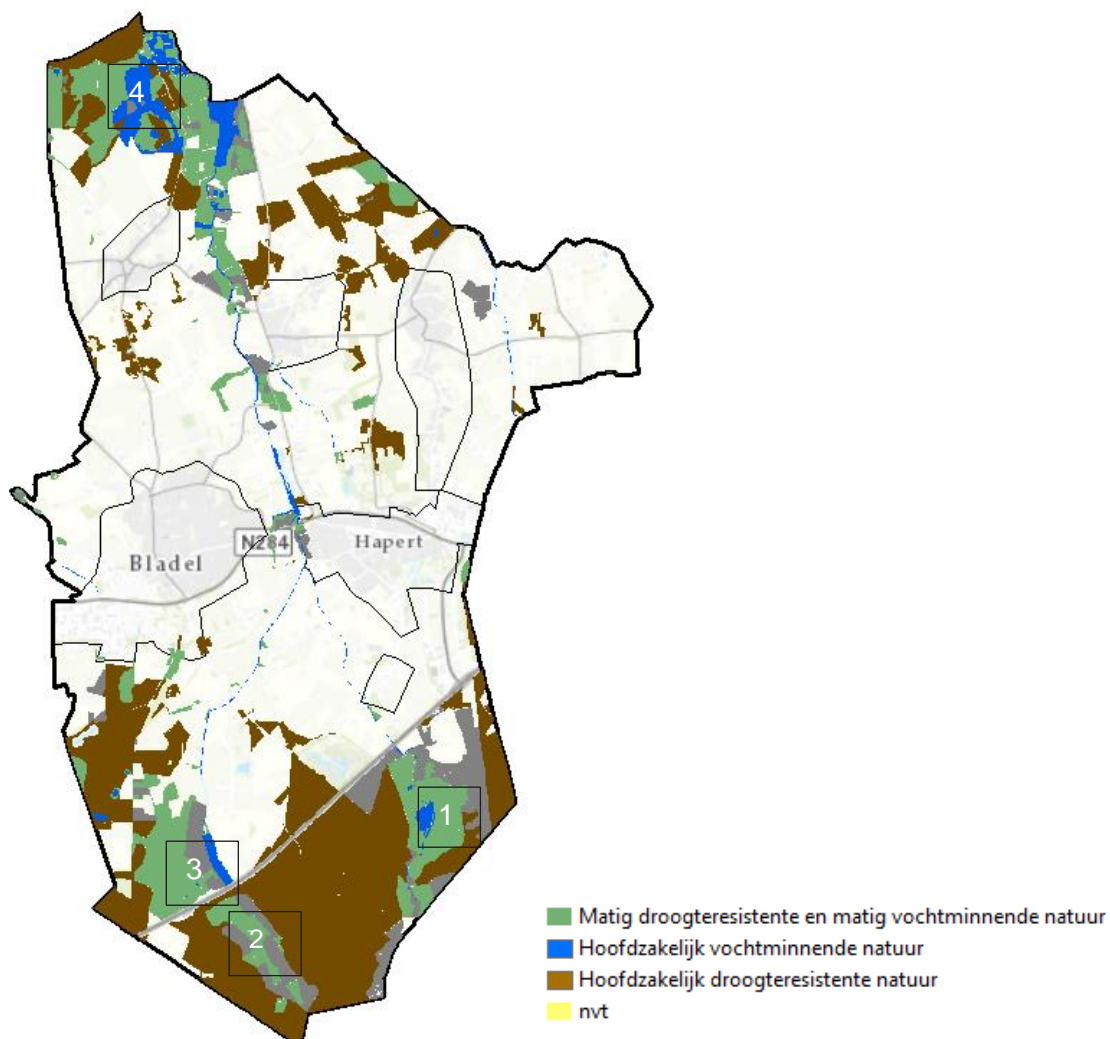 4
N284
Hapert
Bladel
1
3
2
Matig droogteresistente en matig vochtminnende natuur
Hoofdzakelijk vochtminnende natuur
Hoofdzakelijk droogteresistente natuur
nvt